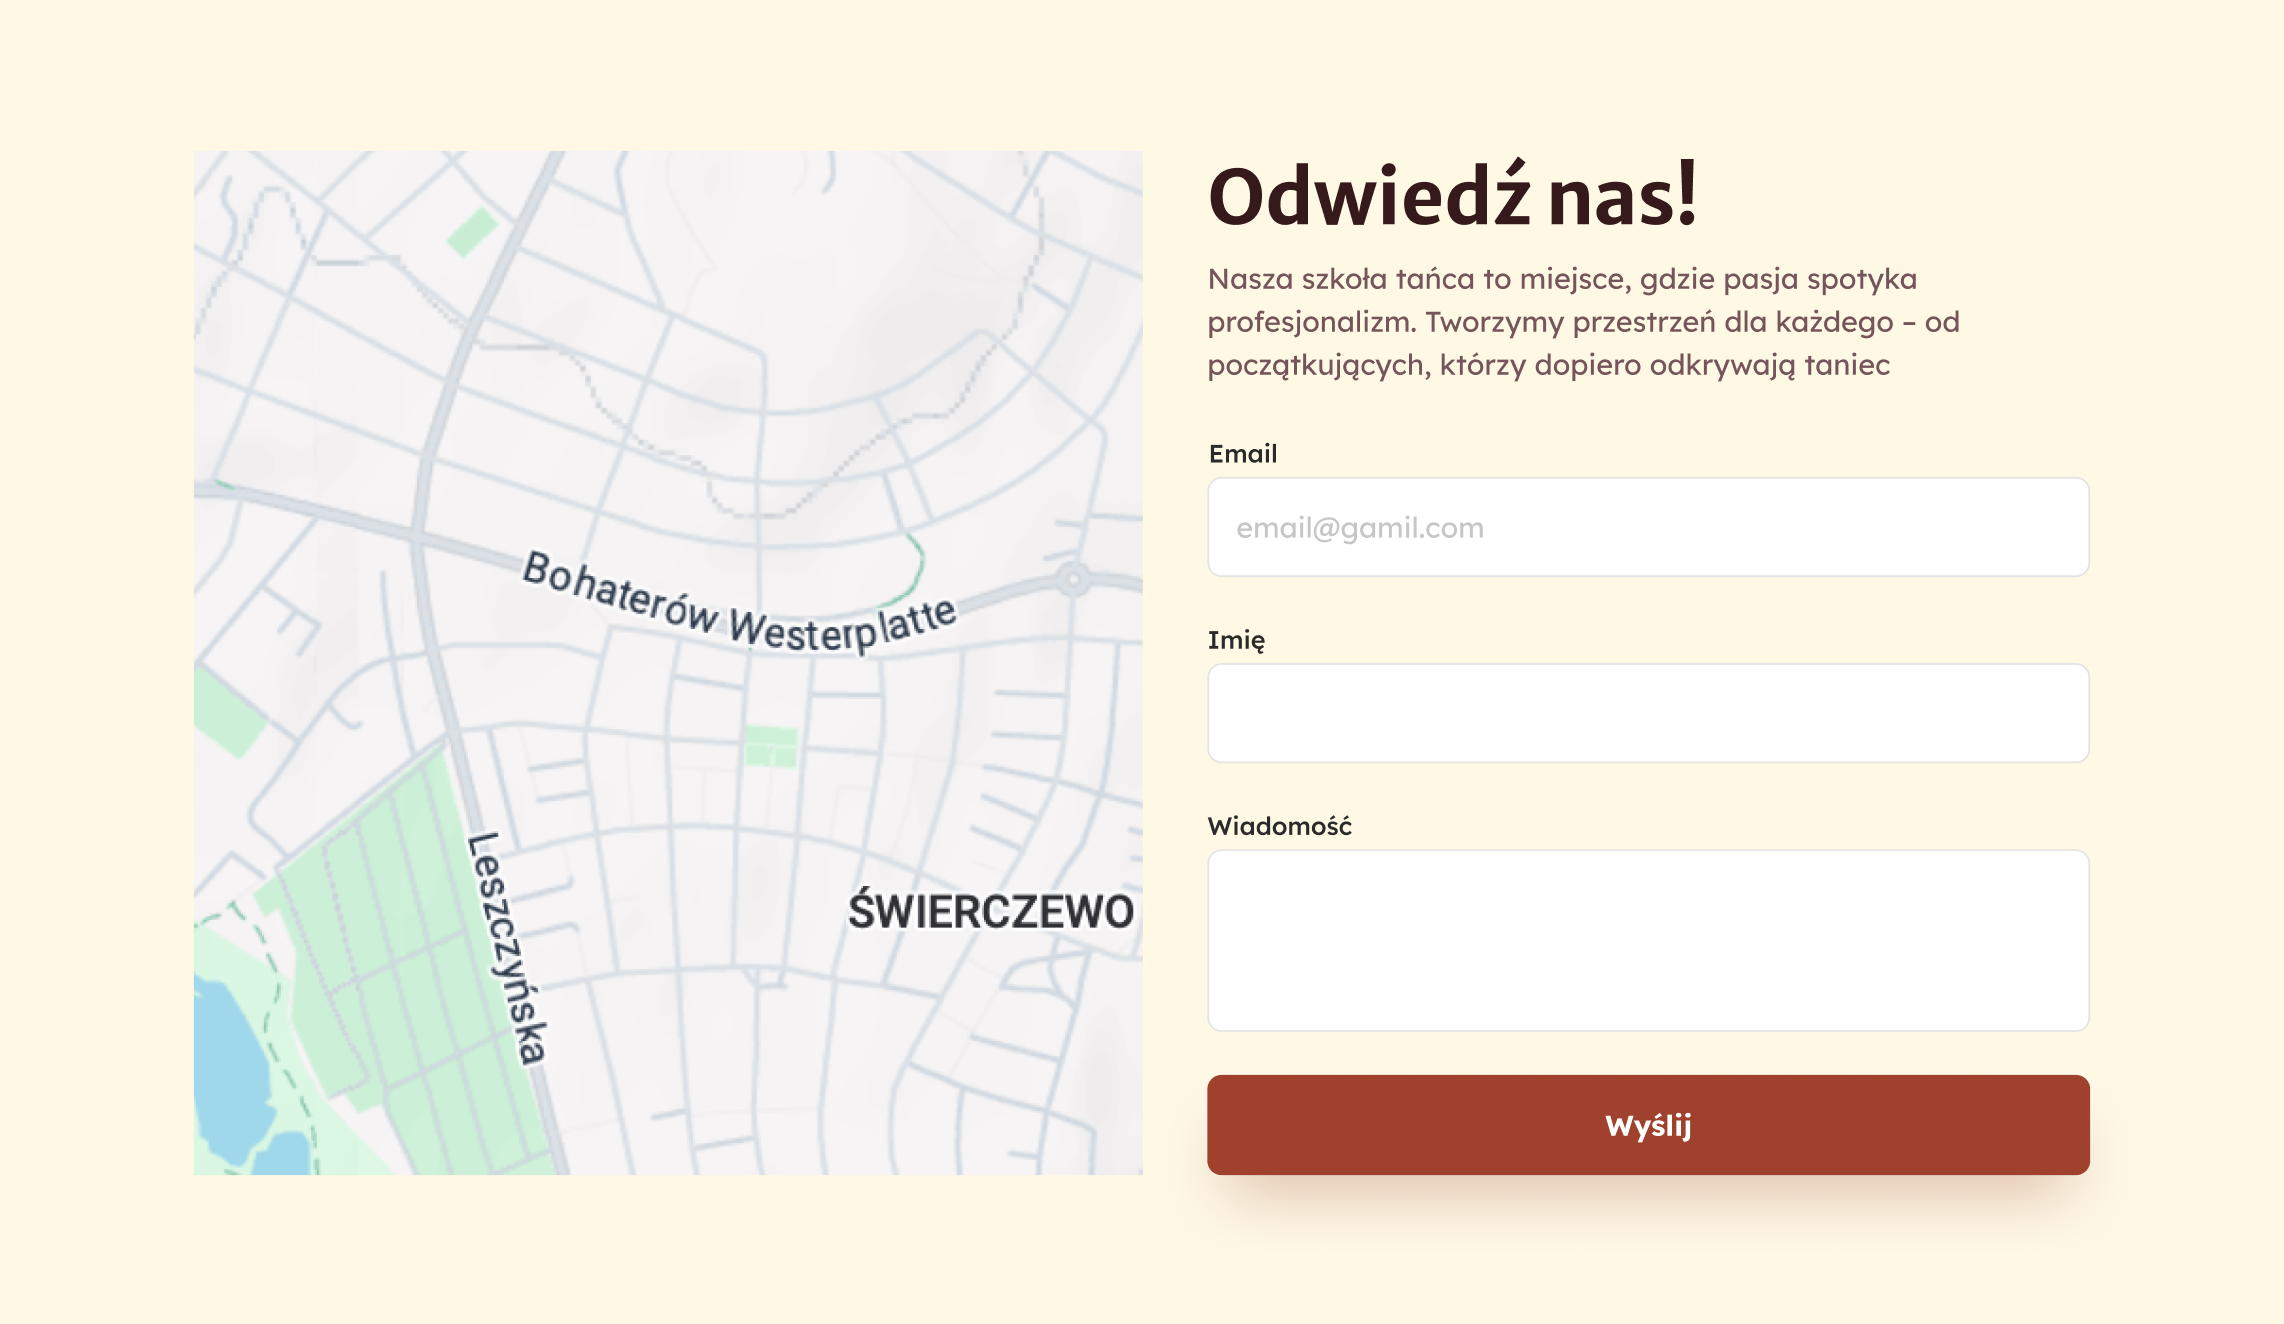 Bohaterów Westerplatte
Leszczyńska
ŚWIERCZEWO
Odwiedź nas!
Nasza szkoła tańca to miejsce, gdzie pasja spotyka
profesjonalizm. Tworzymy przestrzeń dla każdego – od
początkujących, którzy dopiero odkrywają taniec
Email
email@gamil.com
Imię
Wiadomość
Wyślij